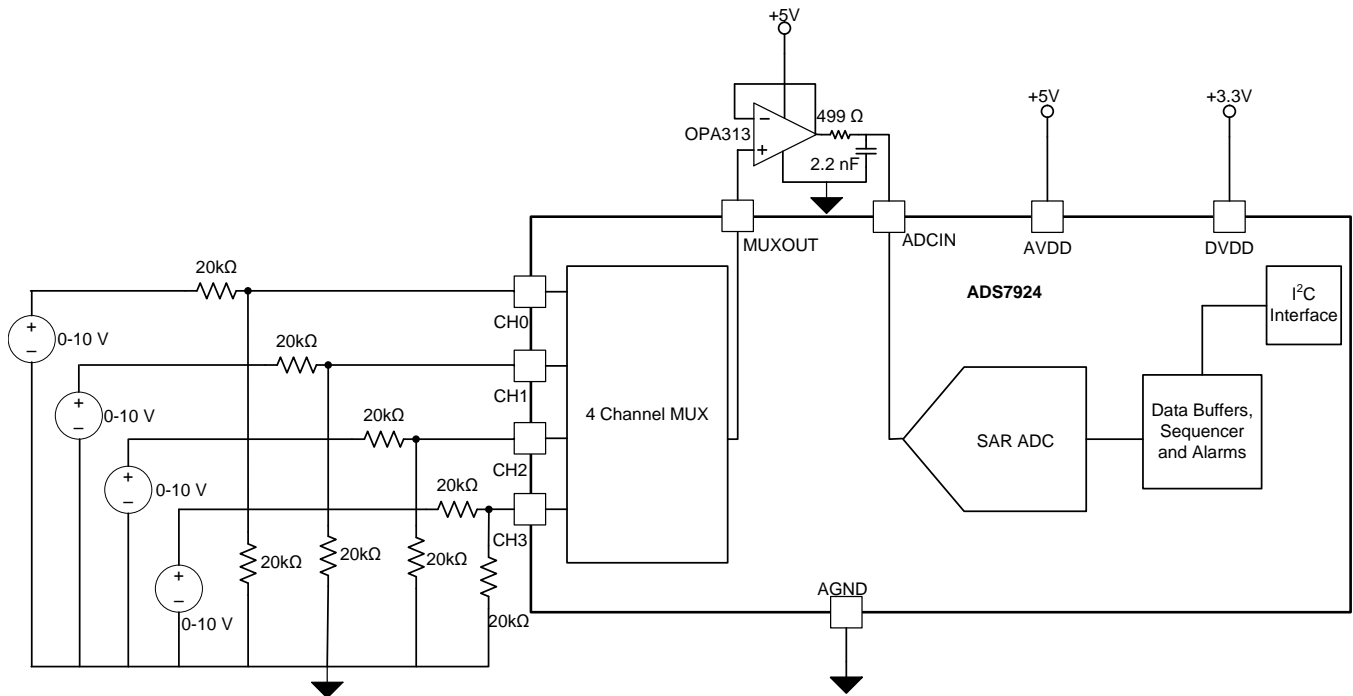 +5V
+5V
+3.3V
OPA313
−
+
499 Ω
2.2 nF
MUXOUT
ADCIN
AVDD
DVDD
ADS7924
I²C
Interface
20kΩ
CH0
+
−
0-10 V
20kΩ
CH1
+
−
0-10 V
20kΩ
CH2
+
−
0-10 V
20kΩ
CH3
+
−
0-10 V
4 Channel MUX
SAR ADC
Data Buffers,
Sequencer
and Alarms
20kΩ
20kΩ
20kΩ
20kΩ
AGND